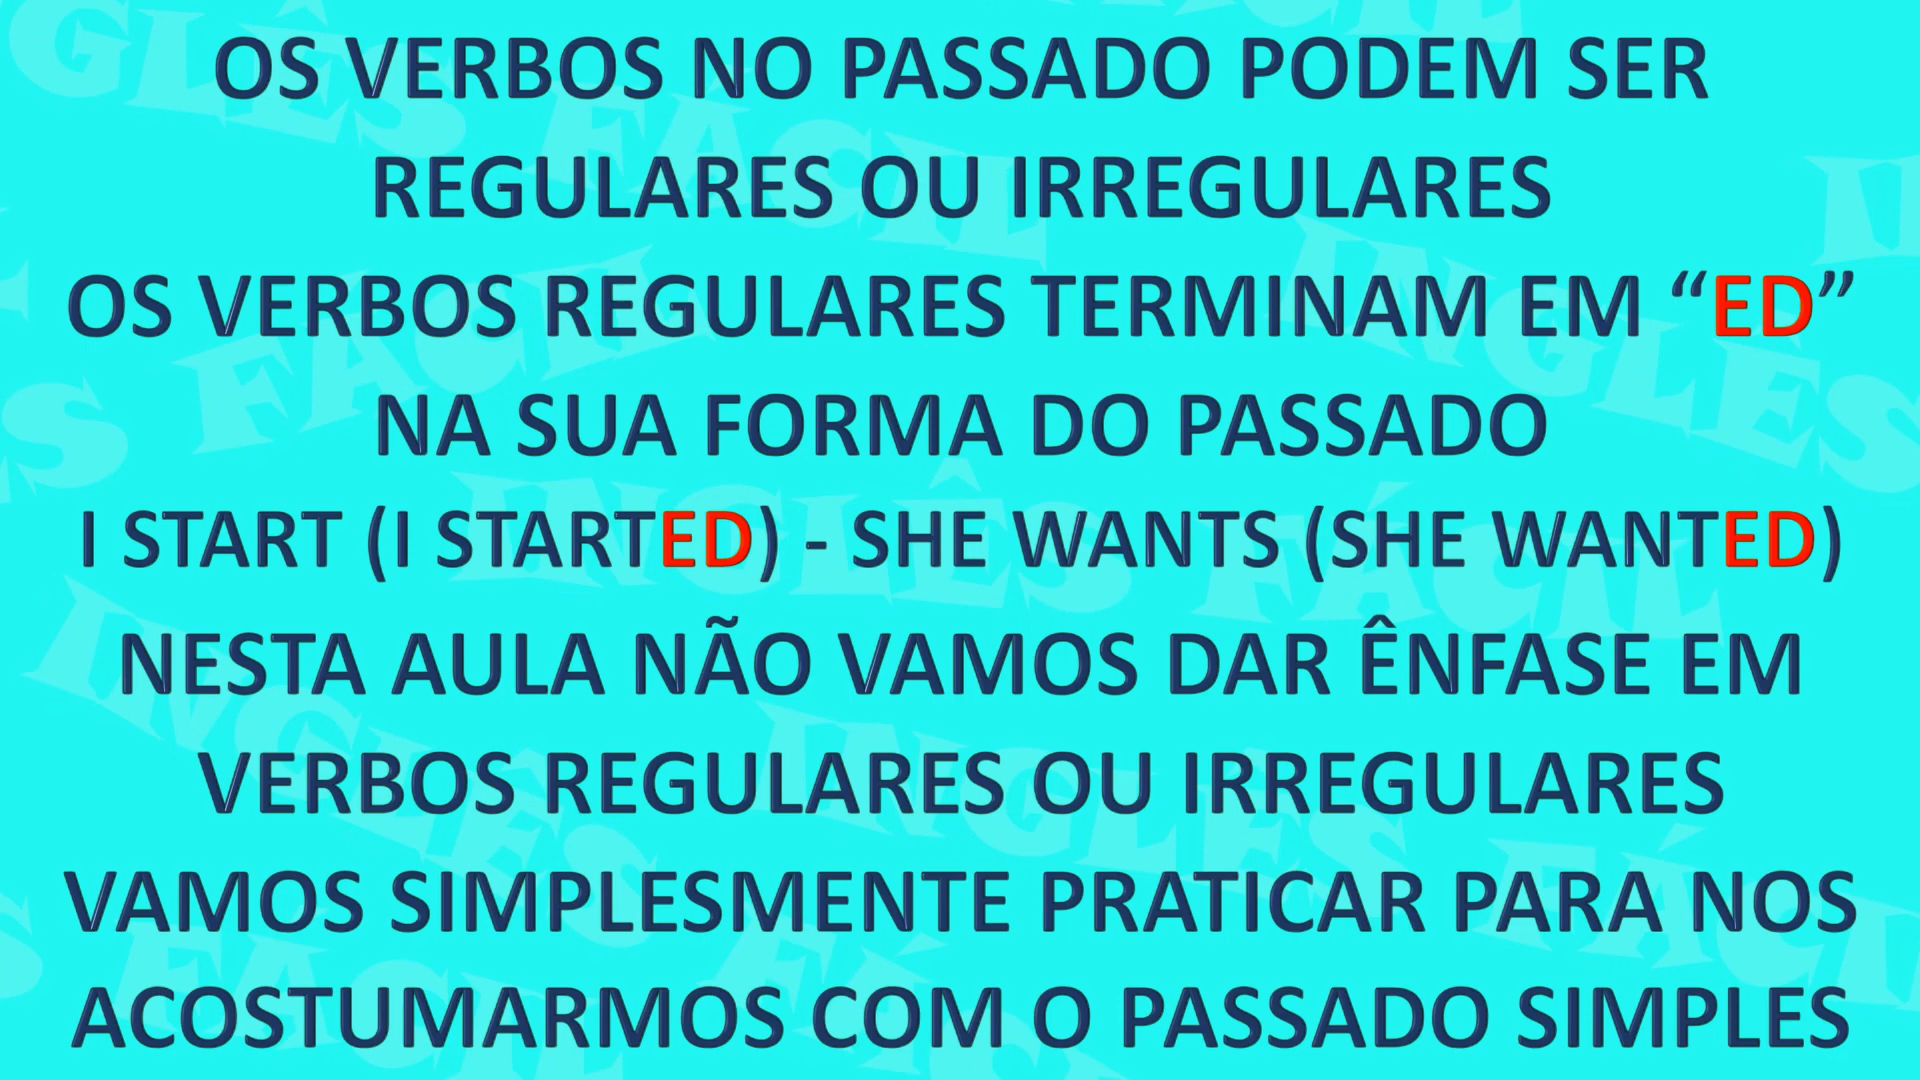 OS VERBOS NO PASSADO PODEM SER
REGULARES OU IRREGULARES
OS VERBOS REGULARES TERMINAM EM “ED”
NA SUA FORMA DO PASSADO
I START (I STARTED) - SHE WANTS (SHE WANTED)
NESTA AULA NÃO VAMOS DAR ÊNFASE EM
VERBOS REGULARES OU IRREGULARES
VAMOS SIMPLESMENTE PRATICAR PARA NOS
ACOSTUMARMOS COM O PASSADO SIMPLES